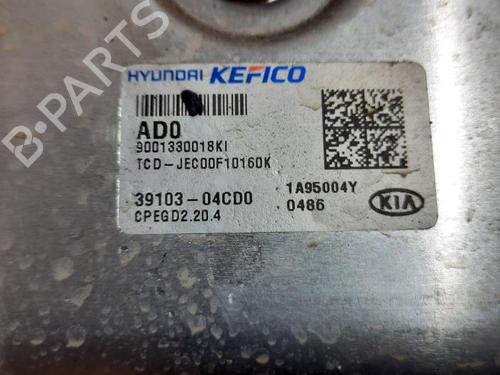 HYUNDAI KEFICO
AD0
9001330018KI
TCD-JEC00F10160K
39103-04CD0
CPEGD2.20.4
1A95004Y
0486
KIA
B-PARTS